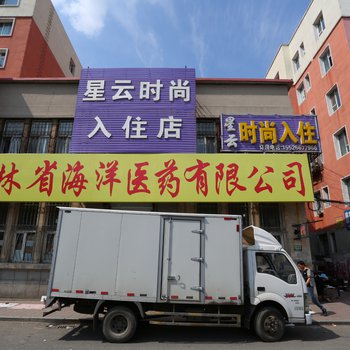 星云时尚
入住店
星云
时尚入住
林省海洋医药有限公司